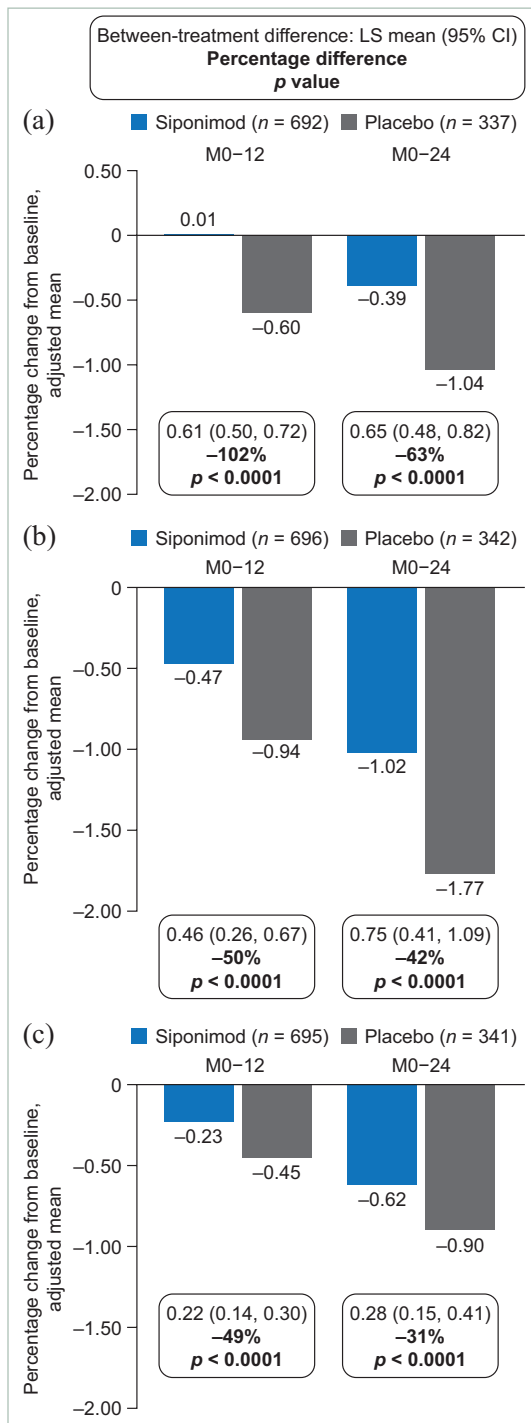 Between-treatment difference: LS mean (95% CI)
Percentage difference
p value
(a)
Siponimod (n = 692) Placebo (n = 337)
M0−12 M0−24
Percentage change from baseline,
adjusted mean
0.50
0
−0.50
−1.00
−1.50
−2.00
0.01
−0.60
−0.39
−1.04
0.61 (0.50, 0.72)
−102%
p < 0.0001
0.65 (0.48, 0.82)
−63%
p < 0.0001
(b)
Siponimod (n = 696) Placebo (n = 342)
M0−12 M0−24
Percentage change from baseline,
adjusted mean
0
−0.50
−1.00
−1.50
−2.00
−0.47
−0.94
−1.02
−1.77
0.46 (0.26, 0.67)
−50%
p < 0.0001
0.75 (0.41, 1.09)
−42%
p < 0.0001
(c)
Siponimod (n = 695) Placebo (n = 341)
M0−12 M0−24
Percentage change from baseline,
adjusted mean
0
−0.50
−1.00
−1.50
−2.00
−0.23
−0.45
−0.62
−0.90
0.22 (0.14, 0.30)
−49%
p < 0.0001
0.28 (0.15, 0.41)
−31%
p < 0.0001